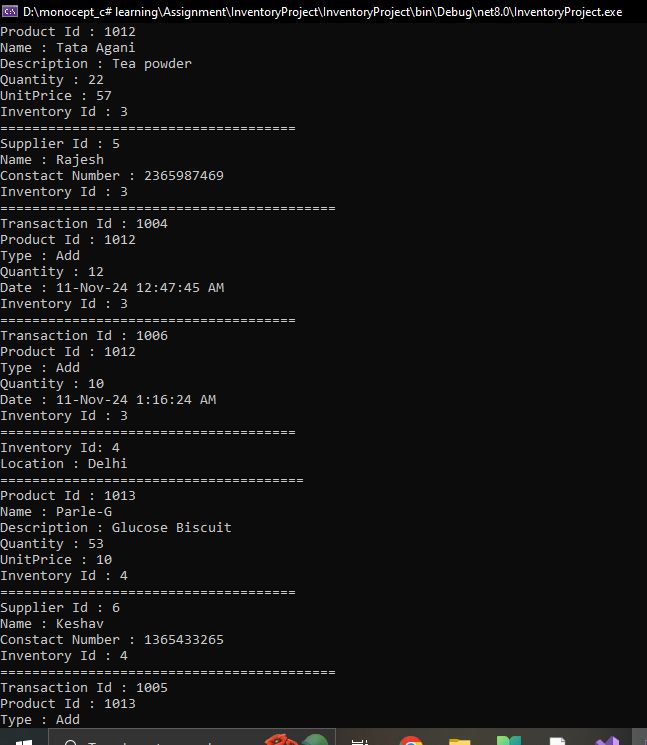 D:\monocept_c# learning\Assignment\InventoryProject\InventoryProject\bin\Debug\net8.0\InventoryProject.exe
Product Id : 1012
Name : Tata Agani
Description : Tea powder
Quantity : 22
UnitPrice : 57
Inventory Id : 3
=====================================
Supplier Id : 5
Name : Rajesh
Constact Number : 2365987469
Inventory Id : 3
==========================================
Transaction Id : 1004
Product Id : 1012
Type : Add
Quantity : 12
Date : 11-Nov-24 12:47:45 AM
Inventory Id : 3
=====================================
Transaction Id : 1006
Product Id : 1012
Type : Add
Quantity : 10
Date : 11-Nov-24 1:16:24 AM
Inventory Id : 3
=====================================
Inventory Id: 4
Location : Delhi
======================================
Product Id : 1013
Name : Parle-G
Description : Glucose Biscuit
Quantity : 53
UnitPrice : 10
Inventory Id : 4
=====================================
Supplier Id : 6
Name : Keshav
Constact Number : 1365433265
Inventory Id : 4
==========================================
Transaction Id : 1005
Product Id : 1013
Type : Add